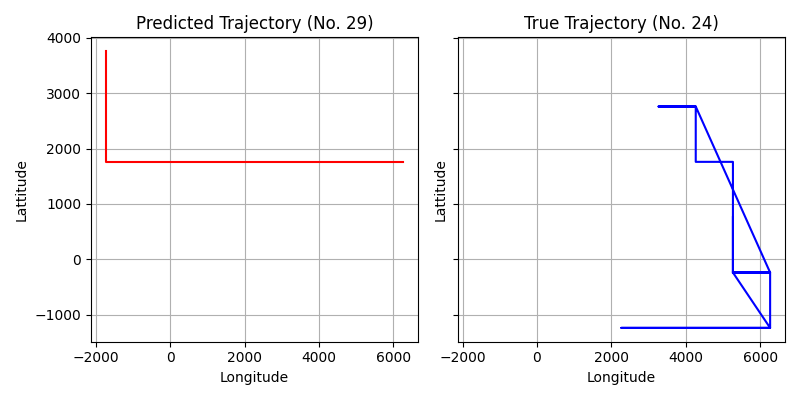 Predicted Trajectory (No. 29)
True Trajectory (No. 24)
4000
3000
2000
1000
0
−1000
Lattitude
Lattitude
−2000 0 2000 4000 6000
−2000 0 2000 4000 6000
Longitude
Longitude